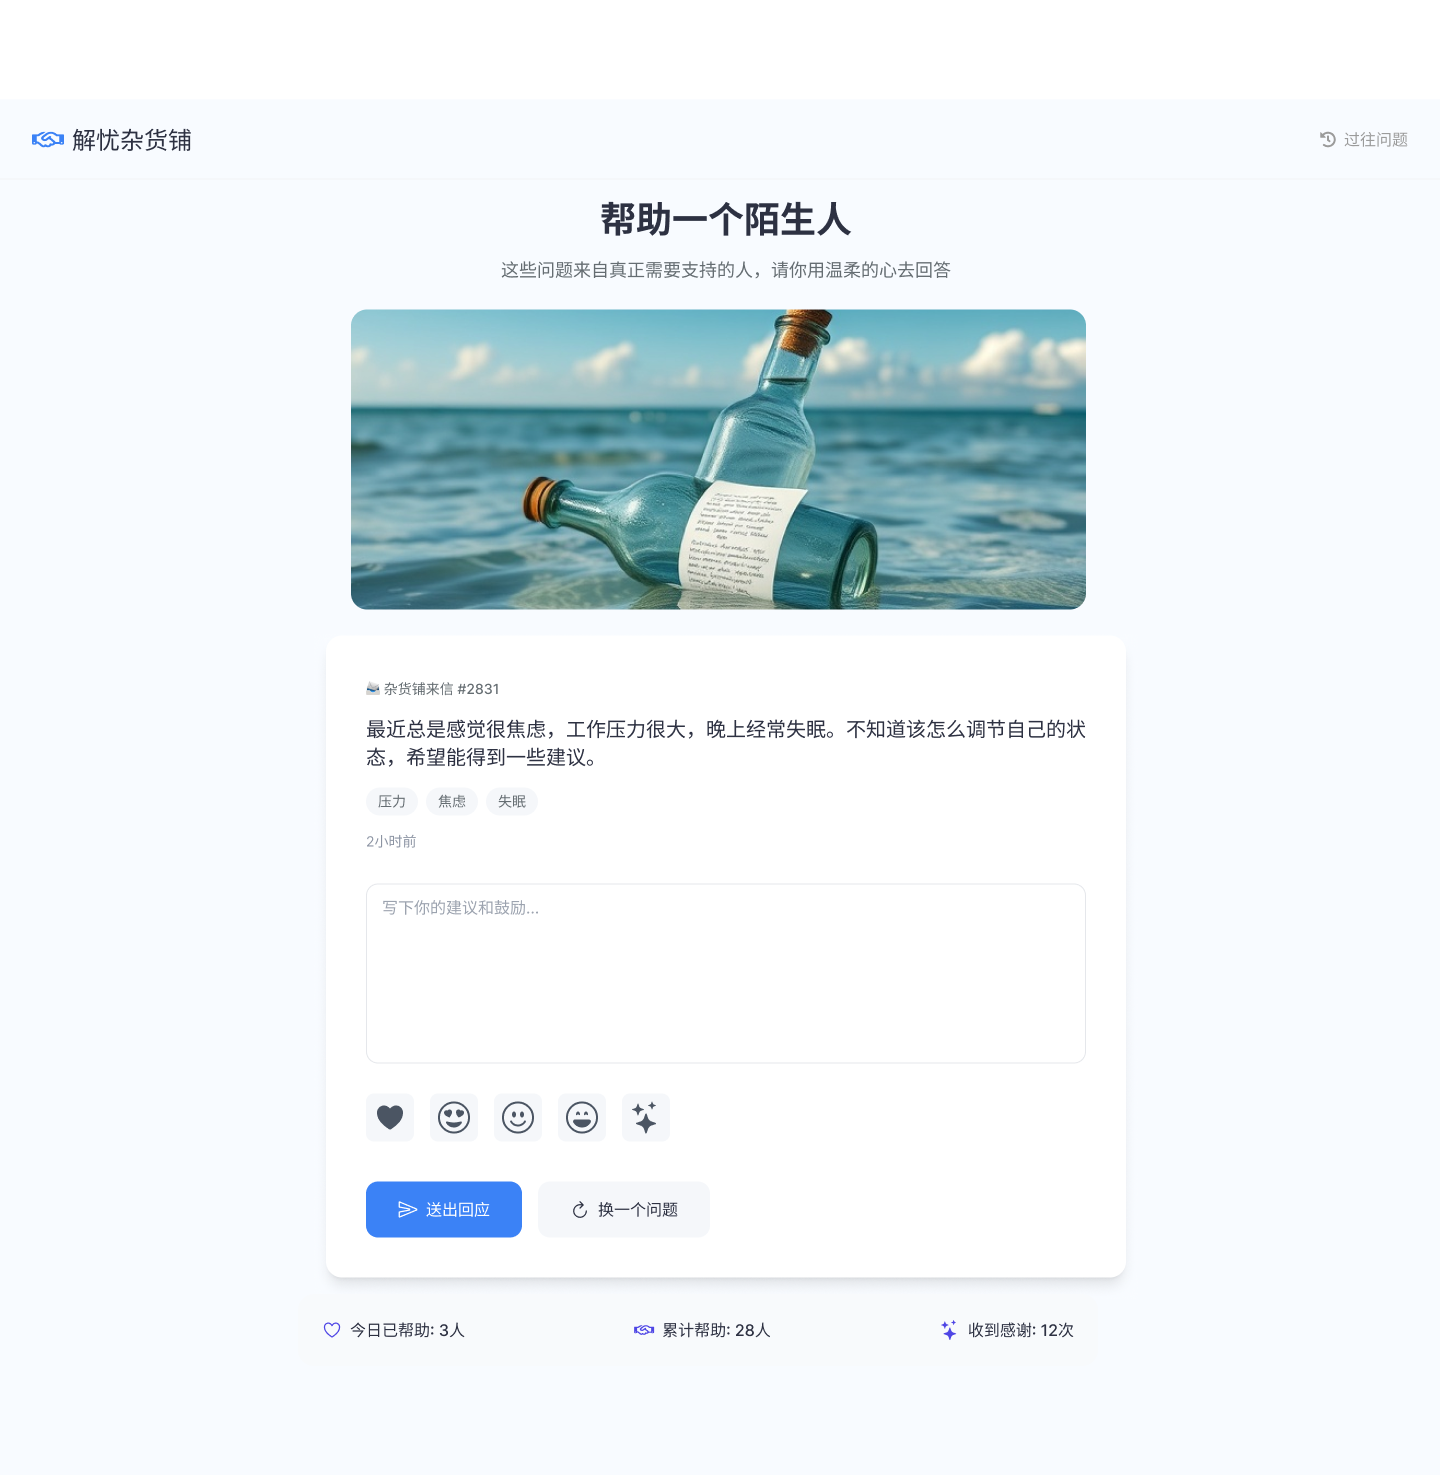 解忧杂货铺
过往问题
帮助一个陌生人
这些问题来自真正需要支持的人，请你用温柔的心去回答
杂货铺来信 #2831
最近总是感觉很焦虑，工作压力很大，晚上经常失眠。不知道该怎么调节自己的状
态，希望能得到一些建议。
压力
焦虑
失眠
2小时前
写下你的建议和鼓励...
送出回应
换一个问题
今日已帮助: 3人
累计帮助: 28人
收到感谢: 12次